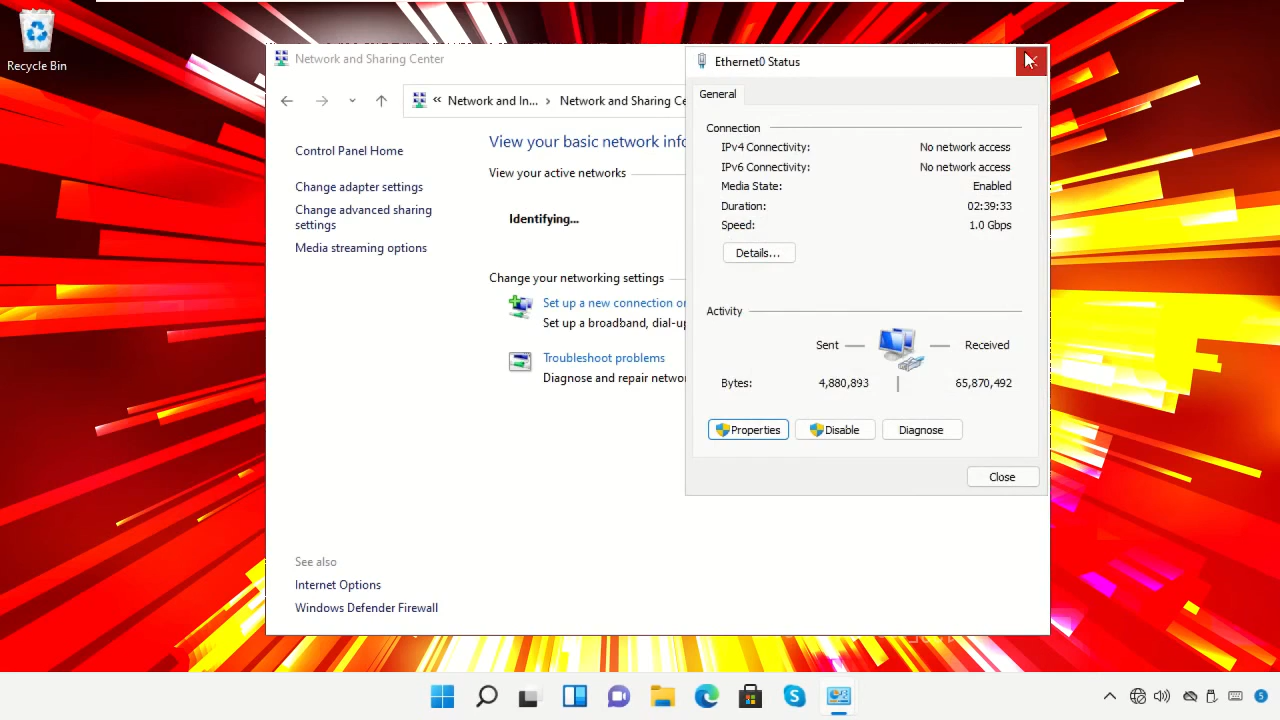 Recycle Bin
Network and Sharing Center
« Network and In... › Network and Sharing Ce
Control Panel Home
Change adapter settings
Change advanced sharing
settings
Media streaming options
See also
Internet Options
Windows Defender Firewall
View your basic network info
View your active networks
Identifying...
Change your networking settings
Set up a new connection or
Set up a broadband, dial-up
Troubleshoot problems
Diagnose and repair networ
Ethernet0 Status
General
Connection
IPv4 Connectivity: No network access
IPv6 Connectivity: No network access
Media State: Enabled
Duration: 02:39:33
Speed: 1.0 Gbps
Details...
Activity
Sent Received
Bytes: 4,880,893 65,870,492
Properties Disable Diagnose
Close
5